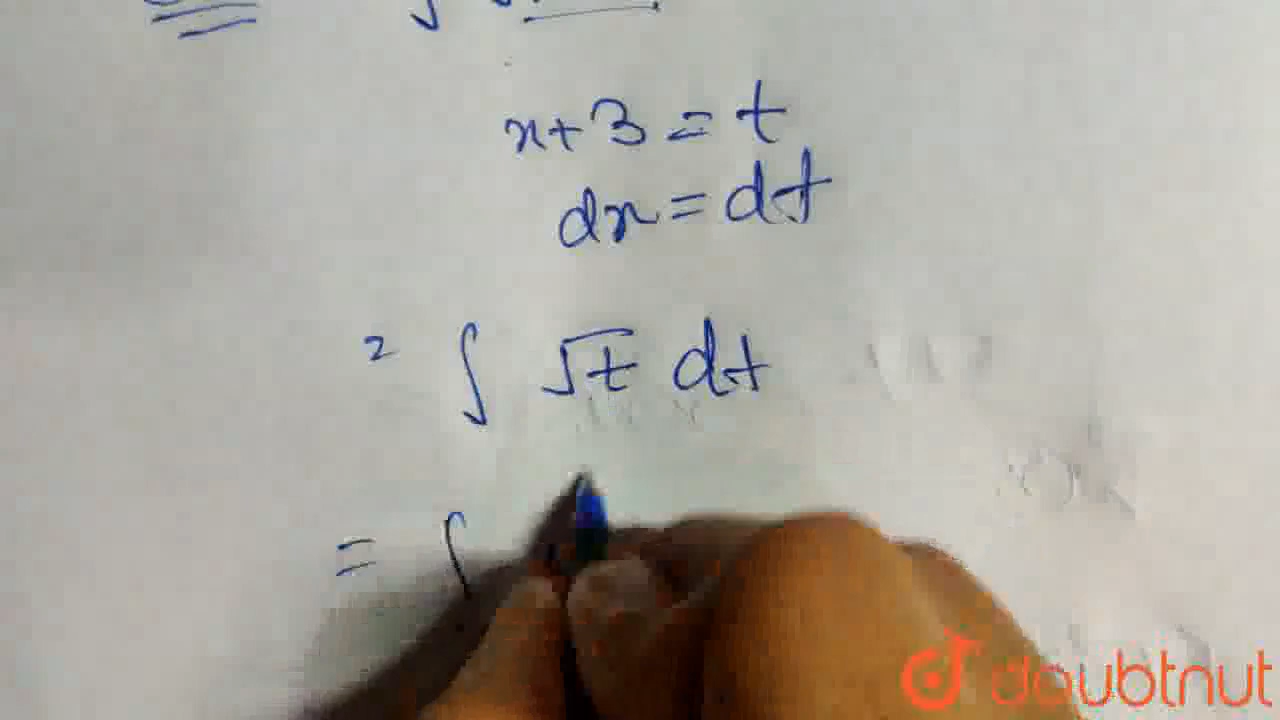 x+3=t
dx=dt
= ∫ √t dt
= ∫
doubtnut